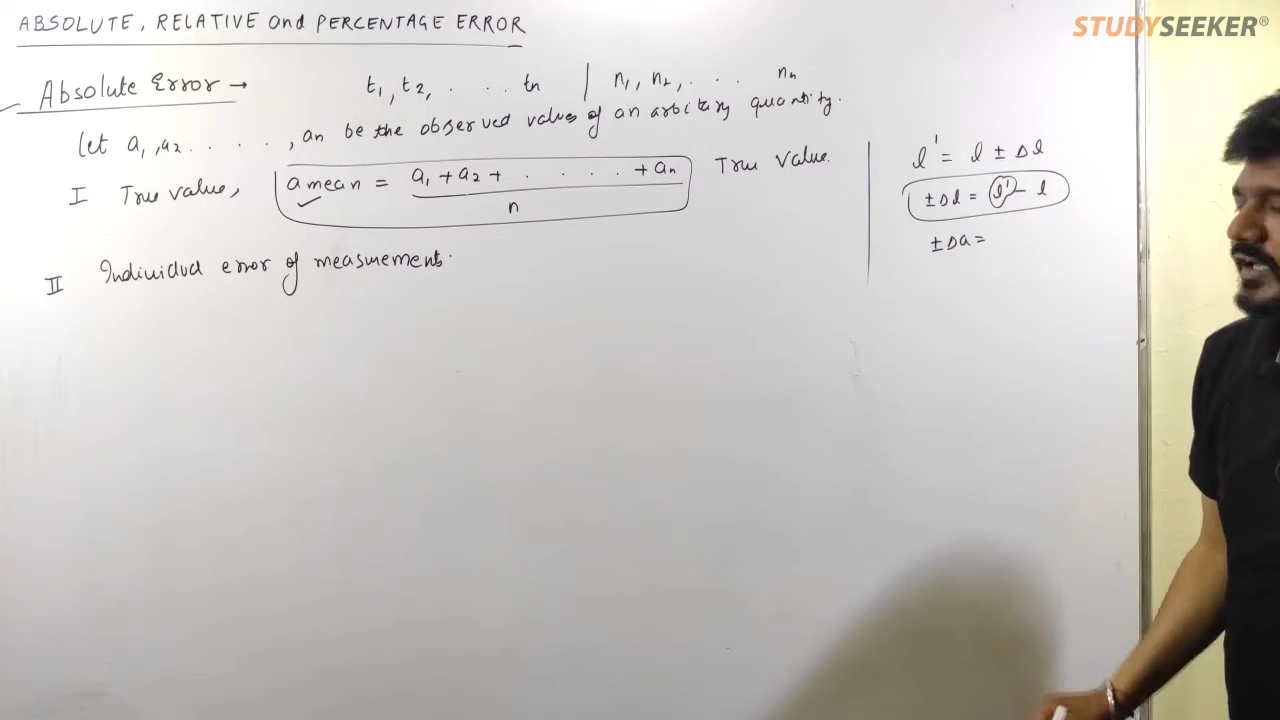 ABSOLUTE, RELATIVE and PERCENTAGE ERROR
STUDYSEEKER®
Absolute Error → t1, t2, . . . tn | n1, n2, . . . nn
let a1, a2 . . . . . , an be the observed values of an arbitary quantity.
I True value, amean = a1 + a2 + . . . . . + an / n True Value.
II Individual error of measurements.
l' = l ± Δl
±Δl = l' - l
±Δa =